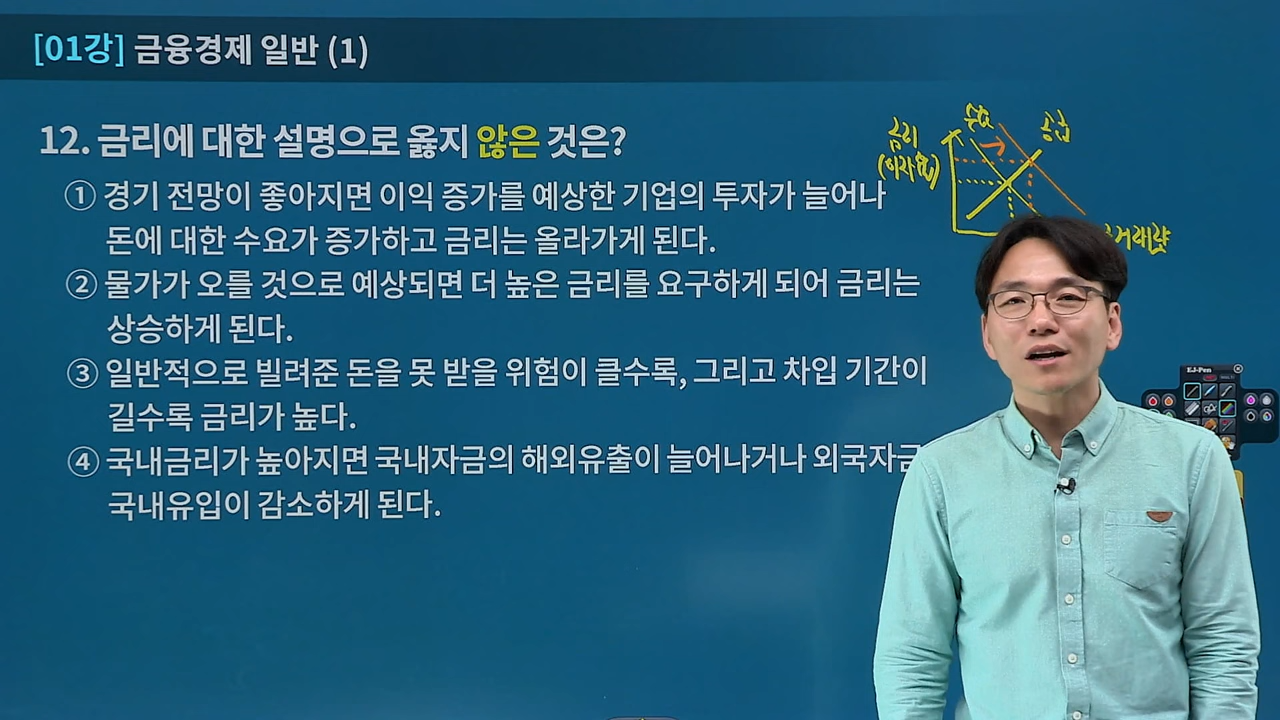 [01강] 금융경제 일반 (1)
12. 금리에 대한 설명으로 옳지 않은 것은?
① 경기 전망이 좋아지면 이익 증가를 예상한 기업의 투자가 늘어나
돈에 대한 수요가 증가하고 금리는 올라가게 된다.
② 물가가 오를 것으로 예상되면 더 높은 금리를 요구하게 되어 금리는
상승하게 된다.
③ 일반적으로 빌려준 돈을 못 받을 위험이 클수록, 그리고 차입 기간이
길수록 금리가 높다.
④ 국내금리가 높아지면 국내자금의 해외유출이 늘어나거나 외국자금
국내유입이 감소하게 된다.
금리
(이자율)
수요
공급
거래량
EJ-Pen